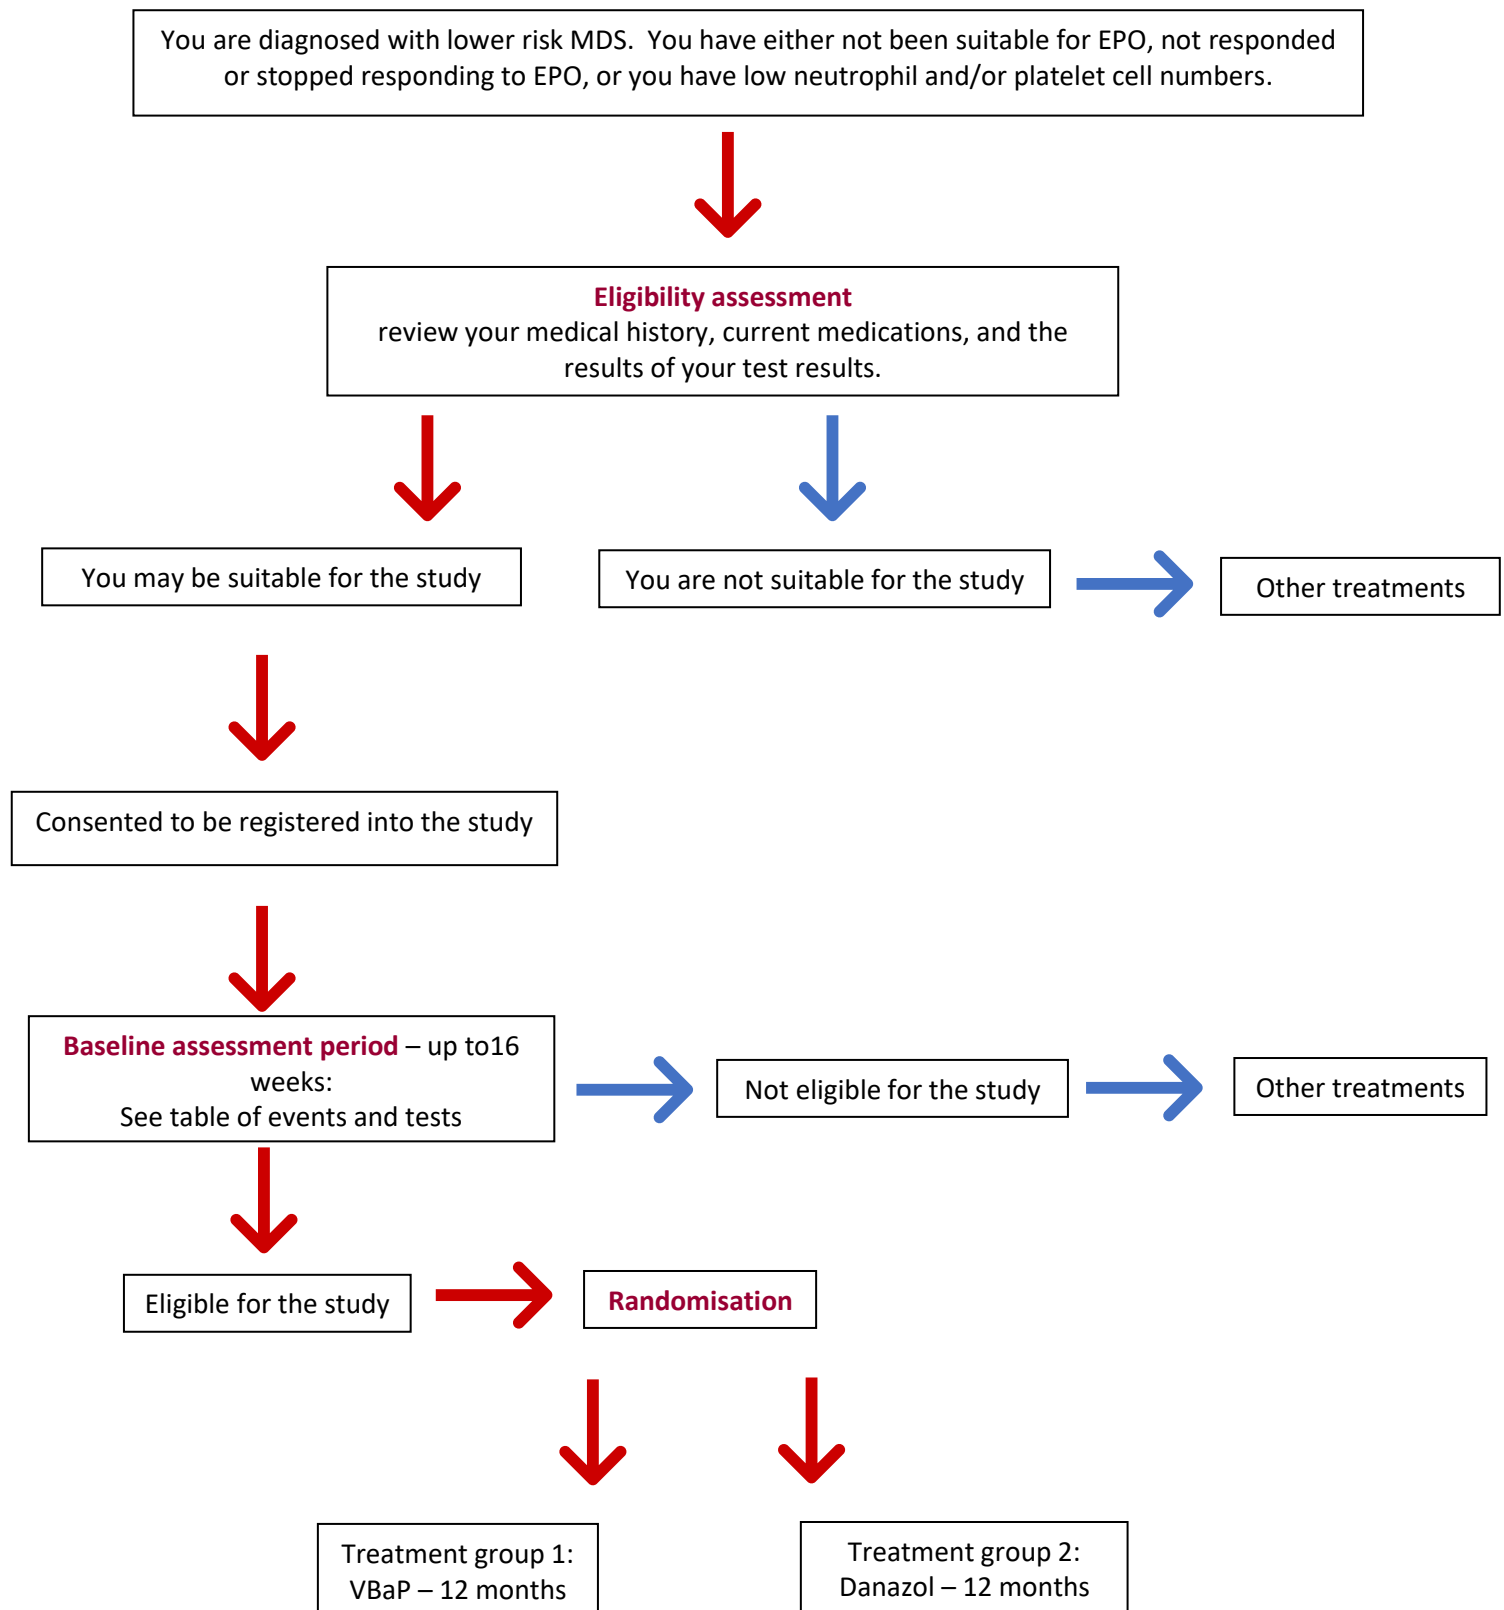 You are diagnosed with lower risk MDS.  You have either not been suitable for EPO, not responded
or stopped responding to EPO, or you have low neutrophil and/or platelet cell numbers.
Eligibility assessment
review your medical history, current medications, and the
results of your test results.
You may be suitable for the study
You are not suitable for the study
Other treatments
Consented to be registered into the study
Baseline assessment period – up to16
weeks:
See table of events and tests
Not eligible for the study
Other treatments
Eligible for the study
Randomisation
Treatment group 1:
VBaP – 12 months
Treatment group 2:
Danazol – 12 months